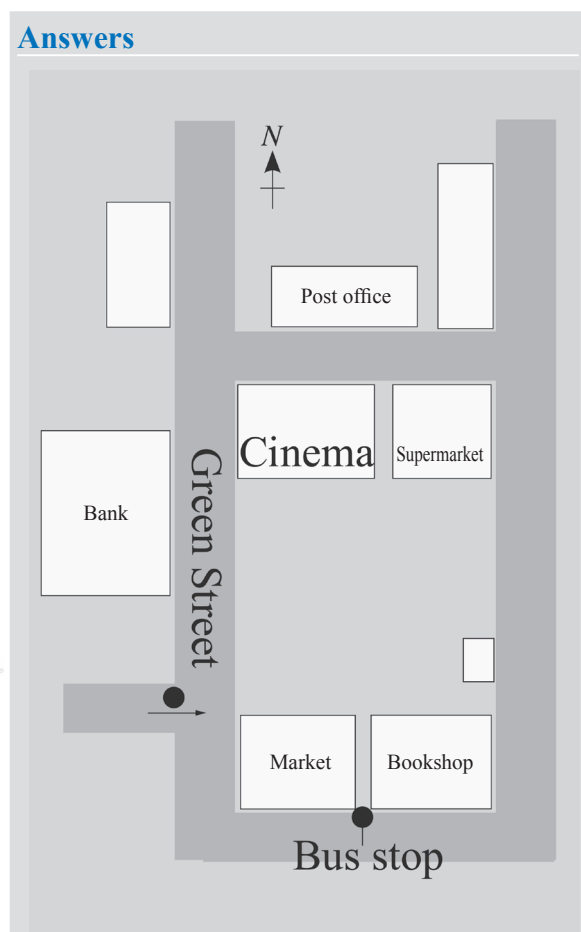 Answers
N
Post office
Cinema
Supermarket
Green Street
Bank
Market
Bookshop
Bus stop